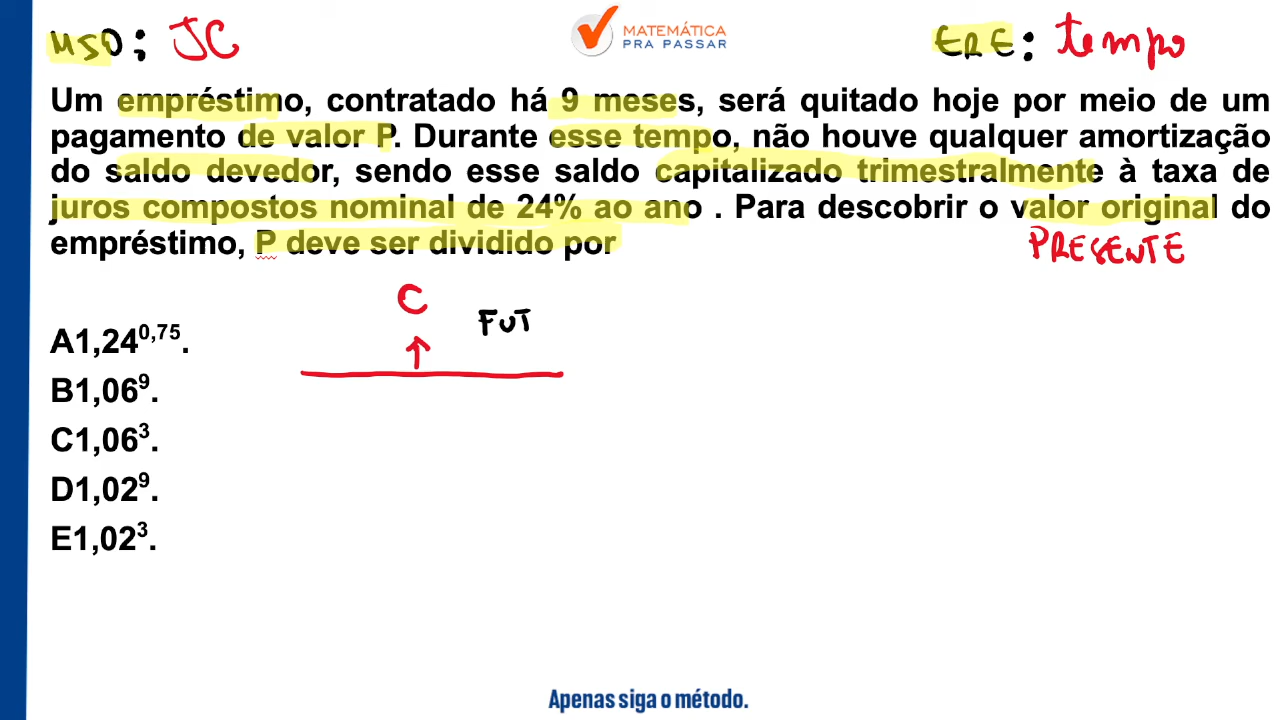 MSD: JC
MATEMÁTICA
PRA PASSAR
ERE: tempo
Um empréstimo, contratado há 9 meses, será quitado hoje por meio de um
pagamento de valor P. Durante esse tempo, não houve qualquer amortização
do saldo devedor, sendo esse saldo capitalizado trimestralmente à taxa de
juros compostos nominal de 24% ao ano . Para descobrir o valor original do
empréstimo, P deve ser dividido por
PRESENTE
C
FUT
A1,24^0,75.
B1,06^9.
C1,06^3.
D1,02^9.
E1,02^3.
Apenas siga o método.